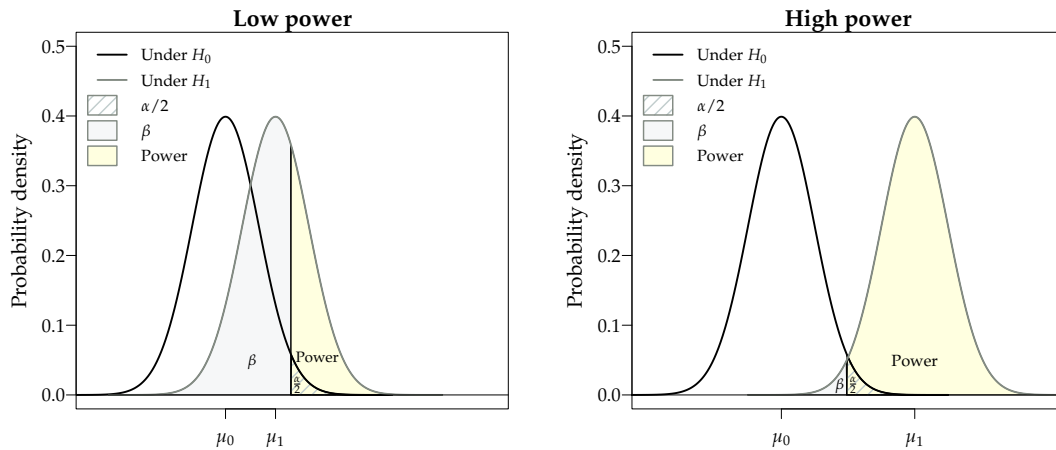 Low power
Probability density
0.5
0.4
0.3
0.2
0.1
0.0
Under H₀
Under H₁
α/2
β
Power
β
Power
α/2
μ₀ μ₁
High power
Probability density
0.5
0.4
0.3
0.2
0.1
0.0
Under H₀
Under H₁
α/2
β
Power
Power
β α/2
μ₀ μ₁